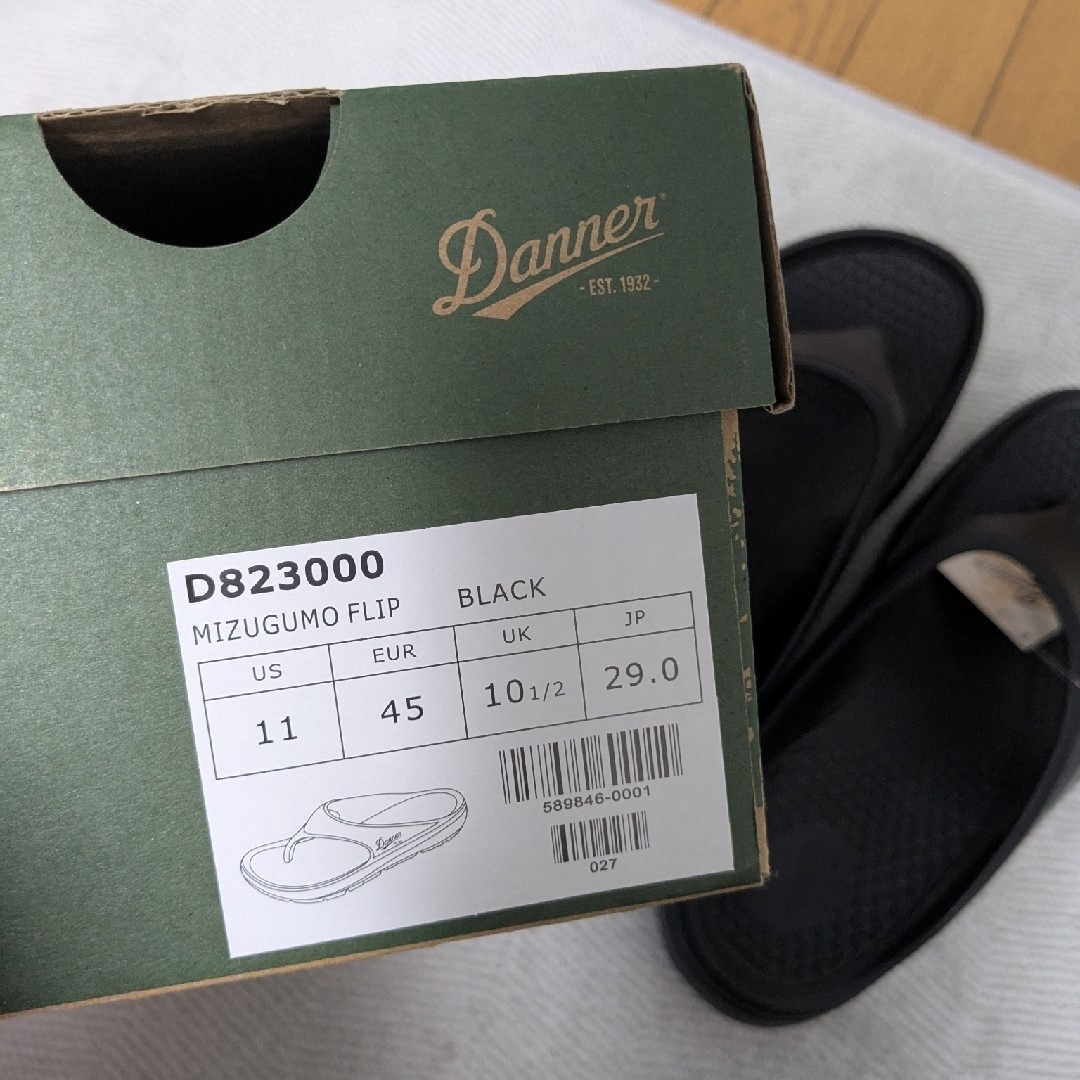 Danner®
- EST. 1932 -
D823000
MIZUGUMO FLIP BLACK
US EUR UK JP
11 45 10 1/2 29.0
Danner
589846-0001
027